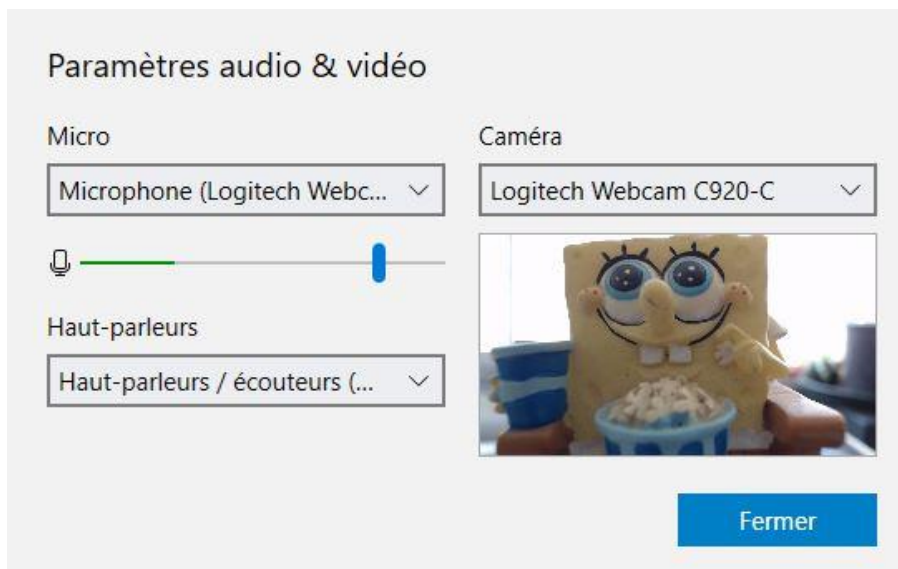 Paramètres audio & vidéo
Micro
Caméra
Microphone (Logitech Webc...
Logitech Webcam C920-C
Haut-parleurs
Haut-parleurs / écouteurs (...
Fermer